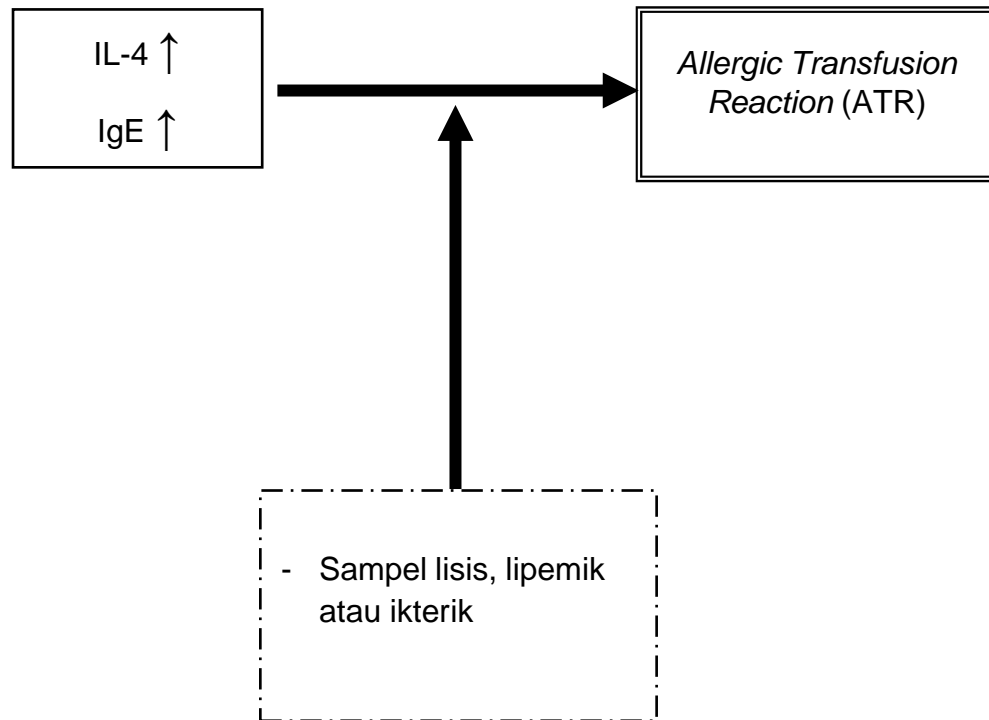 IL-4 ↑
IgE ↑
Allergic Transfusion
Reaction (ATR)
- Sampel lisis, lipemik
atau ikterik